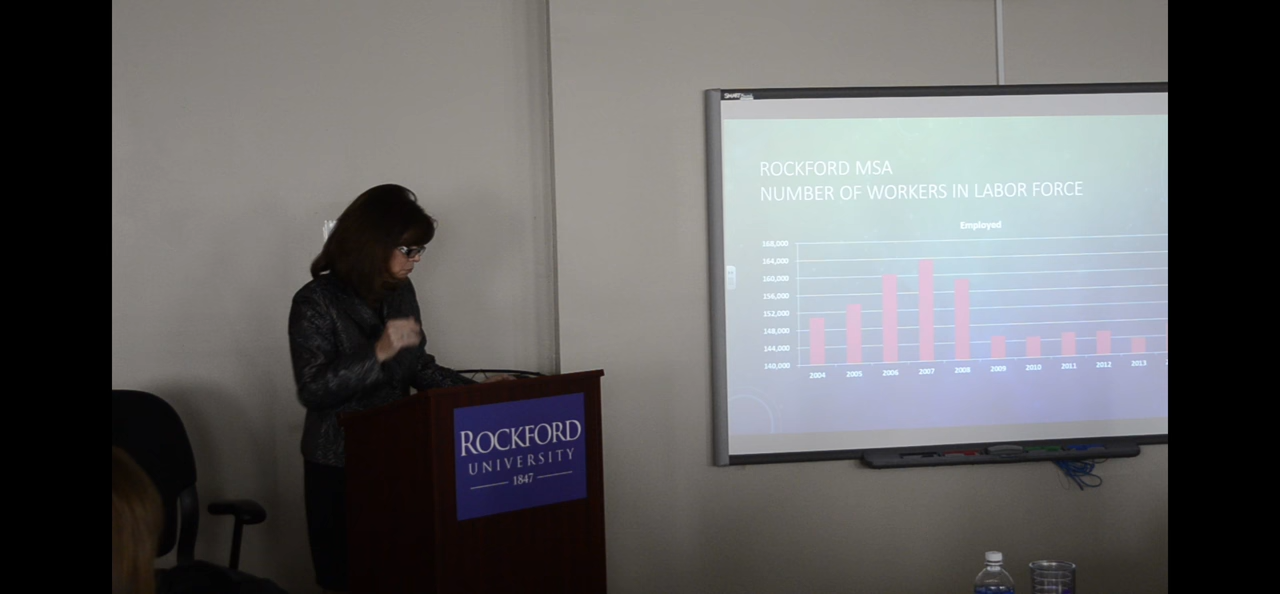 SMART
ROCKFORD MSA
NUMBER OF WORKERS IN LABOR FORCE
Employed
168,000
164,000
160,000
156,000
152,000
148,000
144,000
140,000
2004 2005 2006 2007 2008 2009 2010 2011 2012 2013
ROCKFORD
UNIVERSITY
1847